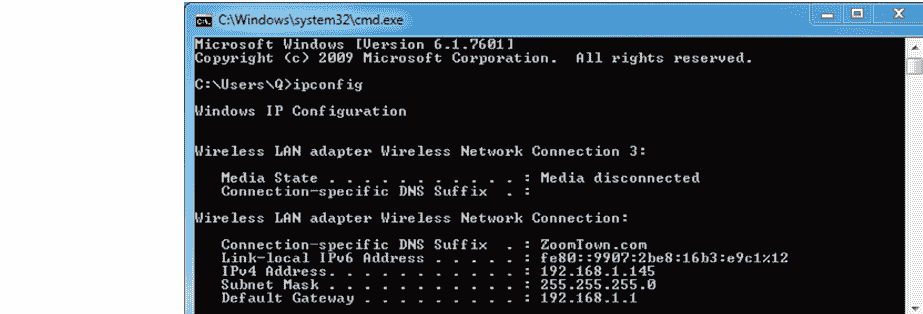 C:\Windows\system32\cmd.exe
Microsoft Windows [Version 6.1.7601]
Copyright (c) 2009 Microsoft Corporation.  All rights reserved.
C:\Users\Q>ipconfig
Windows IP Configuration
Wireless LAN adapter Wireless Network Connection 3:
Media State . . . . . . . . . . . : Media disconnected
Connection-specific DNS Suffix  . :
Wireless LAN adapter Wireless Network Connection:
Connection-specific DNS Suffix  . : ZoomTown.com
Link-local IPv6 Address . . . . . : fe80::9907:2be8:16b3:e9c1%12
IPv4 Address. . . . . . . . . . . : 192.168.1.145
Subnet Mask . . . . . . . . . . . : 255.255.255.0
Default Gateway . . . . . . . . . : 192.168.1.1